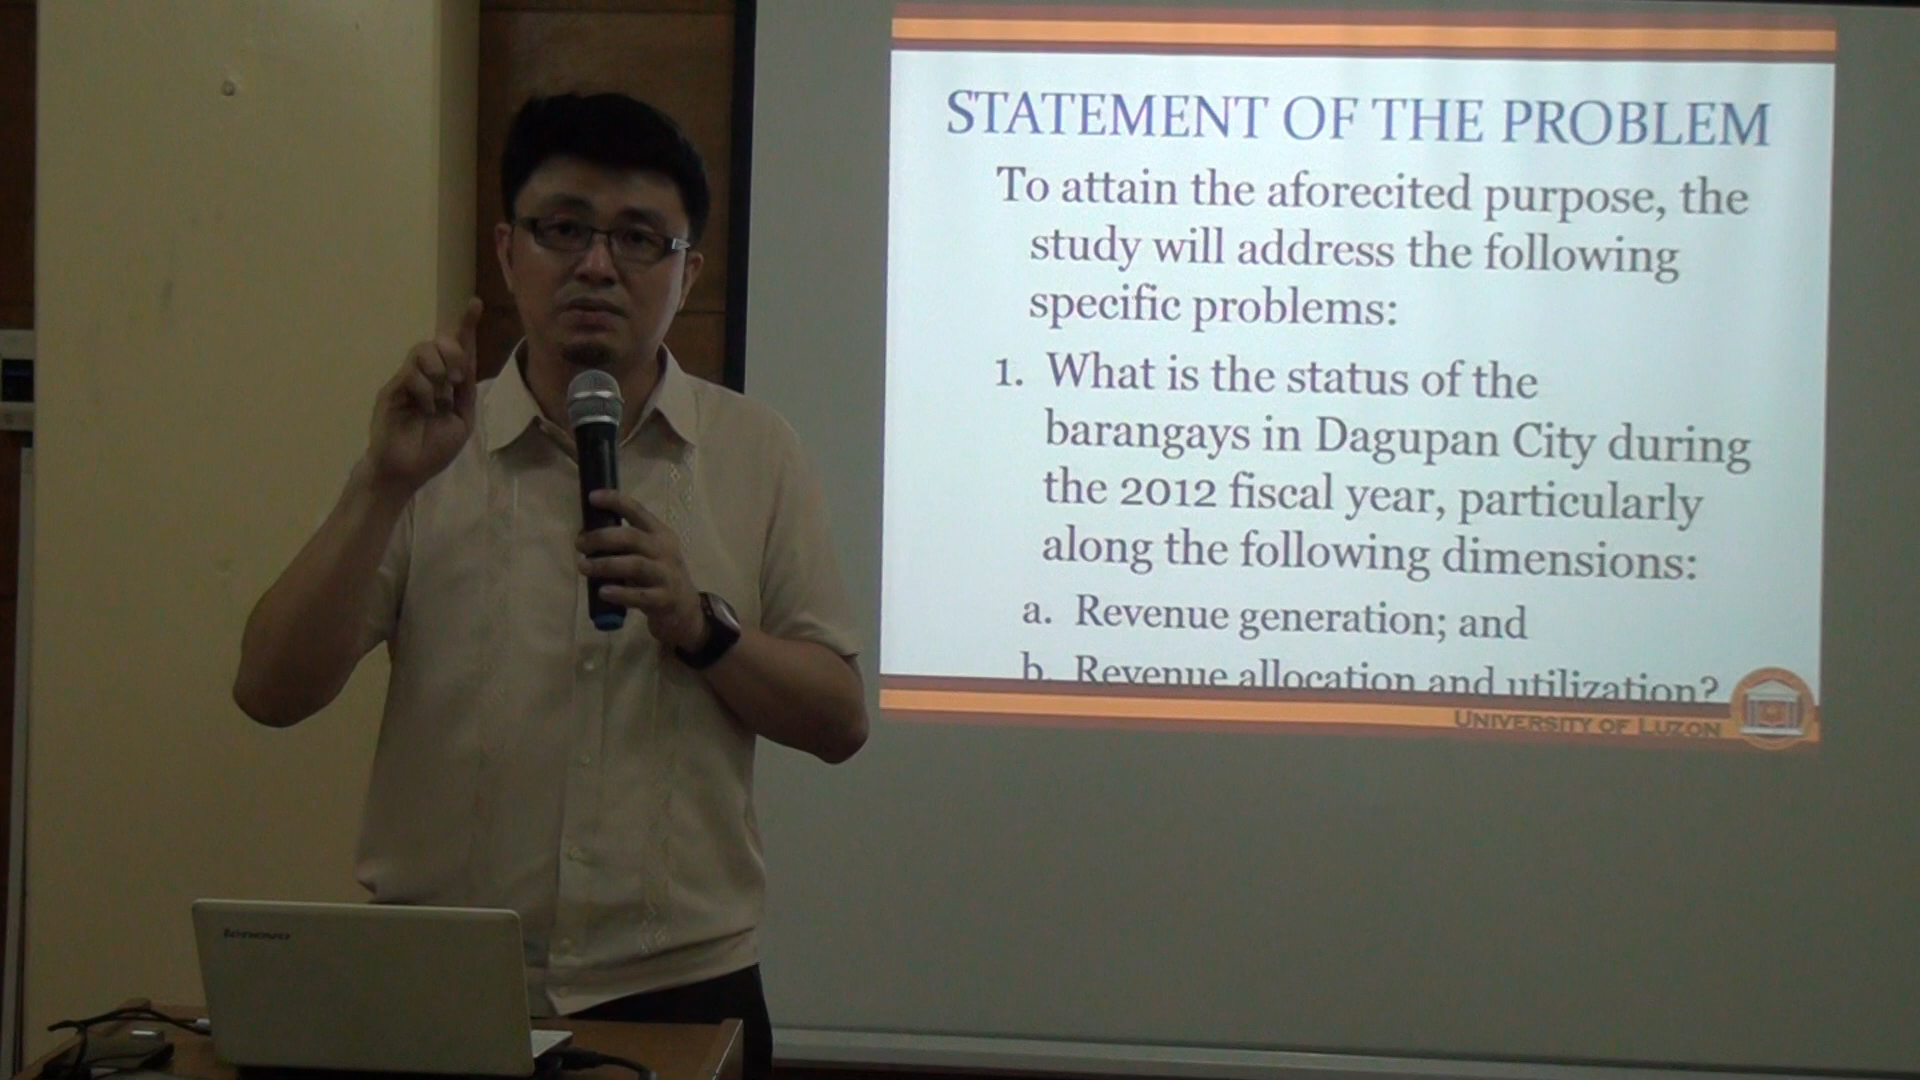 STATEMENT OF THE PROBLEM
To attain the aforecited purpose, the
study will address the following
specific problems:
1. What is the status of the
barangays in Dagupan City during
the 2012 fiscal year, particularly
along the following dimensions:
a. Revenue generation; and
b. Revenue allocation and utilization?
UNIVERSITY OF LUZON
lenovo